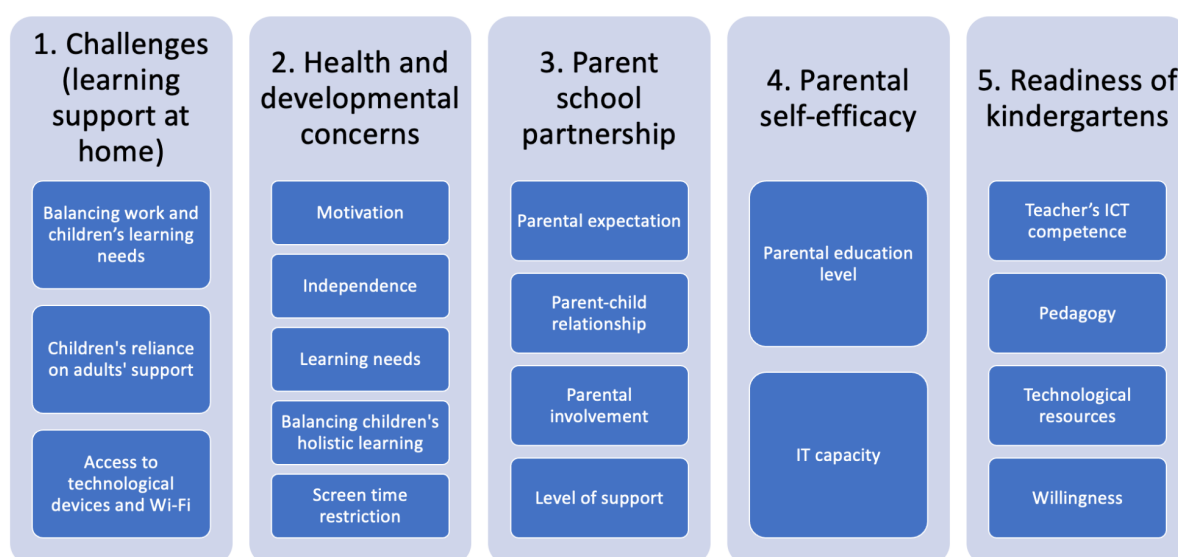 1. Challenges
(learning
support at
home)
Balancing work and
children’s learning
needs
Children's reliance
on adults' support
Access to
technological
devices and Wi-Fi
2. Health and
developmental
concerns
Motivation
Independence
Learning needs
Balancing children's
holistic learning
Screen time
restriction
3. Parent
school
partnership
Parental expectation
Parent-child
relationship
Parental
involvement
Level of support
4. Parental
self-efficacy
Parental education
level
IT capacity
5. Readiness of
kindergartens
Teacher’s ICT
competence
Pedagogy
Technological
resources
Willingness